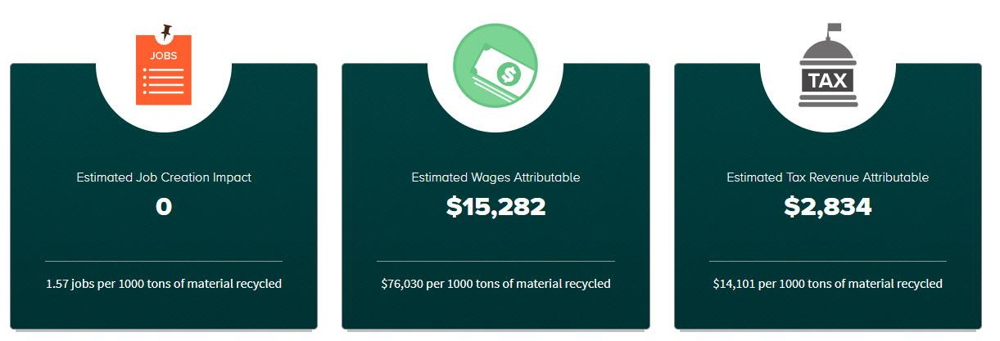 JOBS
Estimated Job Creation Impact
0
1.57 jobs per 1000 tons of material recycled
$
Estimated Wages Attributable
$15,282
$76,030 per 1000 tons of material recycled
TAX
Estimated Tax Revenue Attributable
$2,834
$14,101 per 1000 tons of material recycled